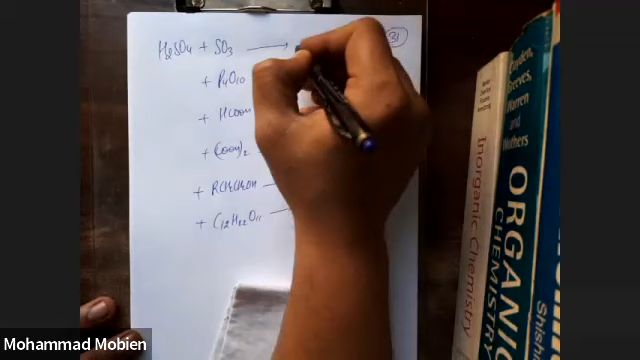 H₂SO₄ + SO₃ ⟶
+ P₄O₁₀
+ HCOOH
+ (COOH)₂
+ RCH₂CH₂OH —
+ C₁₂H₂₂O₁₁ —
31
Inorganic Chemistry
Clayden,
Greeves,
Warren
and
Wothers
ORGANIC
CHEMISTRY
Mohammad Mobien